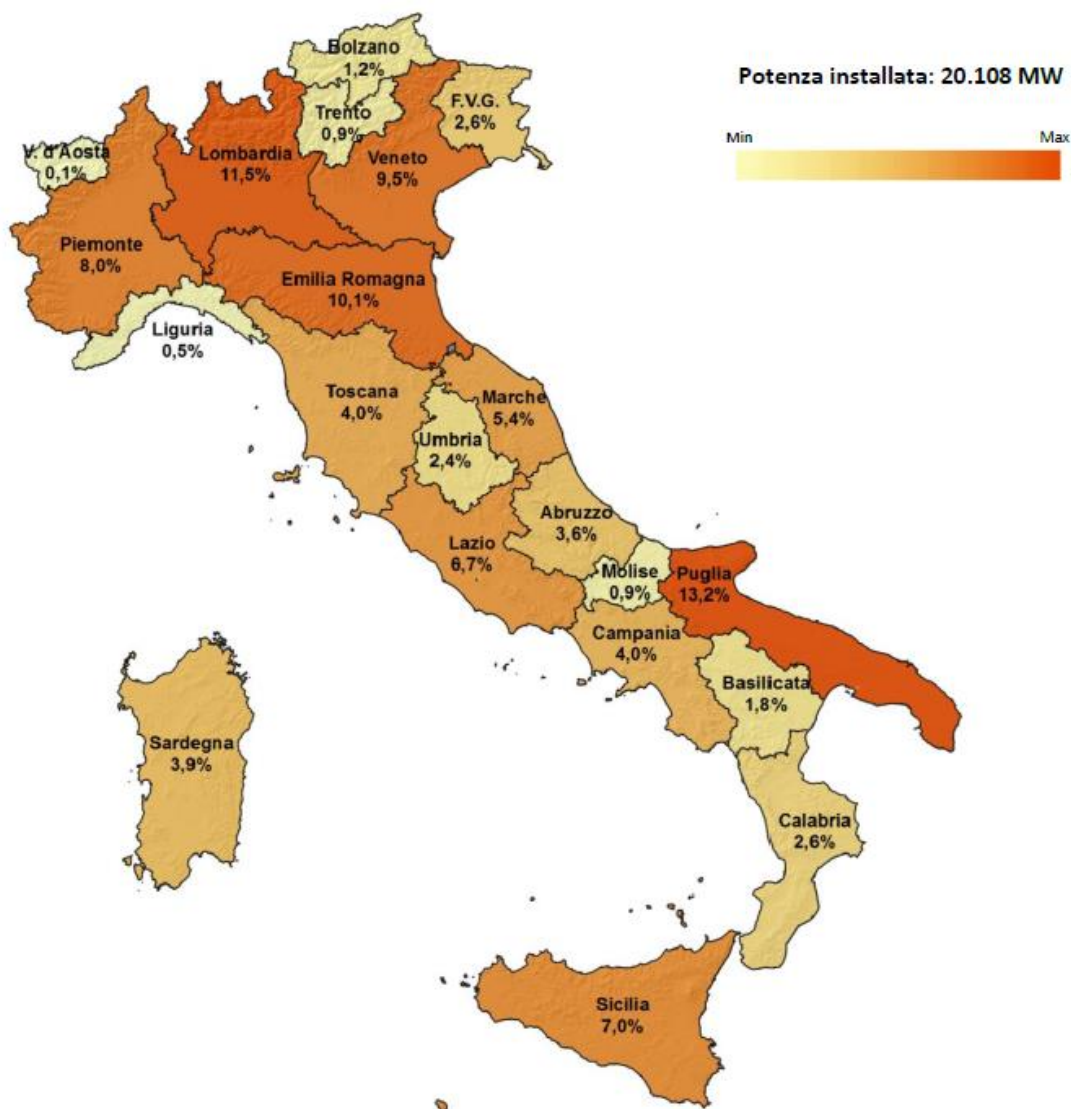 Bolzano
1,2%
Potenza installata: 20.108 MW
Min
Max
Trento
0,9%
F.V.G.
2,6%
V. d'Aosta
0,1%
Lombardia
11,5%
Veneto
9,5%
Piemonte
8,0%
Emilia Romagna
10,1%
Liguria
0,5%
Toscana
4,0%
Marche
5,4%
Umbria
2,4%
Abruzzo
3,6%
Lazio
6,7%
Molise
0,9%
Puglia
13,2%
Campania
4,0%
Basilicata
1,8%
Sardegna
3,9%
Calabria
2,6%
Sicilia
7,0%